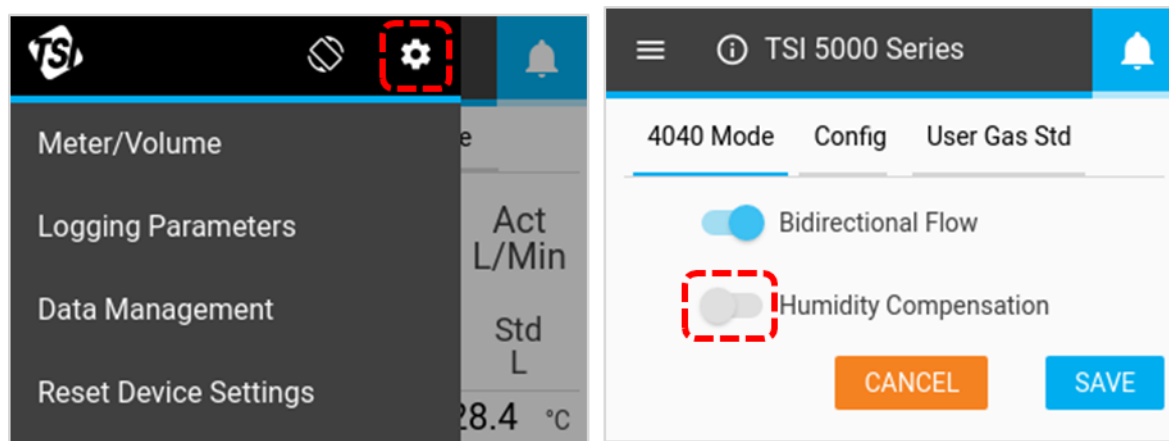 TSI
Meter/Volume
Logging Parameters
Data Management
Reset Device Settings
e
Act
L/Min
Std
L
28.4 °C
TSI 5000 Series
4040 Mode Config User Gas Std
Bidirectional Flow
Humidity Compensation
CANCEL SAVE